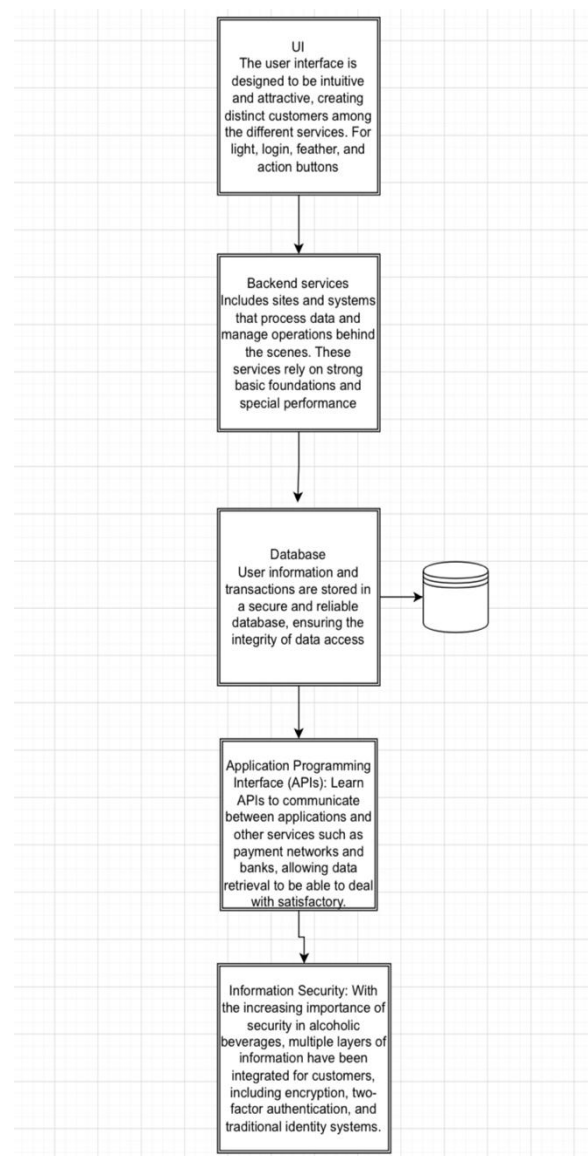 UI
The user interface is
designed to be intuitive
and attractive, creating
distinct customers among
the different services. For
light, login, feather, and
action buttons
Backend services
Includes sites and systems
that process data and
manage operations behind
the scenes. These
services rely on strong
basic foundations and
special performance
Database
User information and
transactions are stored in
a secure and reliable
database, ensuring the
integrity of data access
Application Programming
Interface (APIs): Learn
APIs to communicate
between applications and
other services such as
payment networks and
banks, allowing data
retrieval to be able to deal
with satisfactory.
Information Security: With
the increasing importance of
security in alcoholic
beverages, multiple layers of
information have been
integrated for customers,
including encryption, two-
factor authentication, and
traditional identity systems.